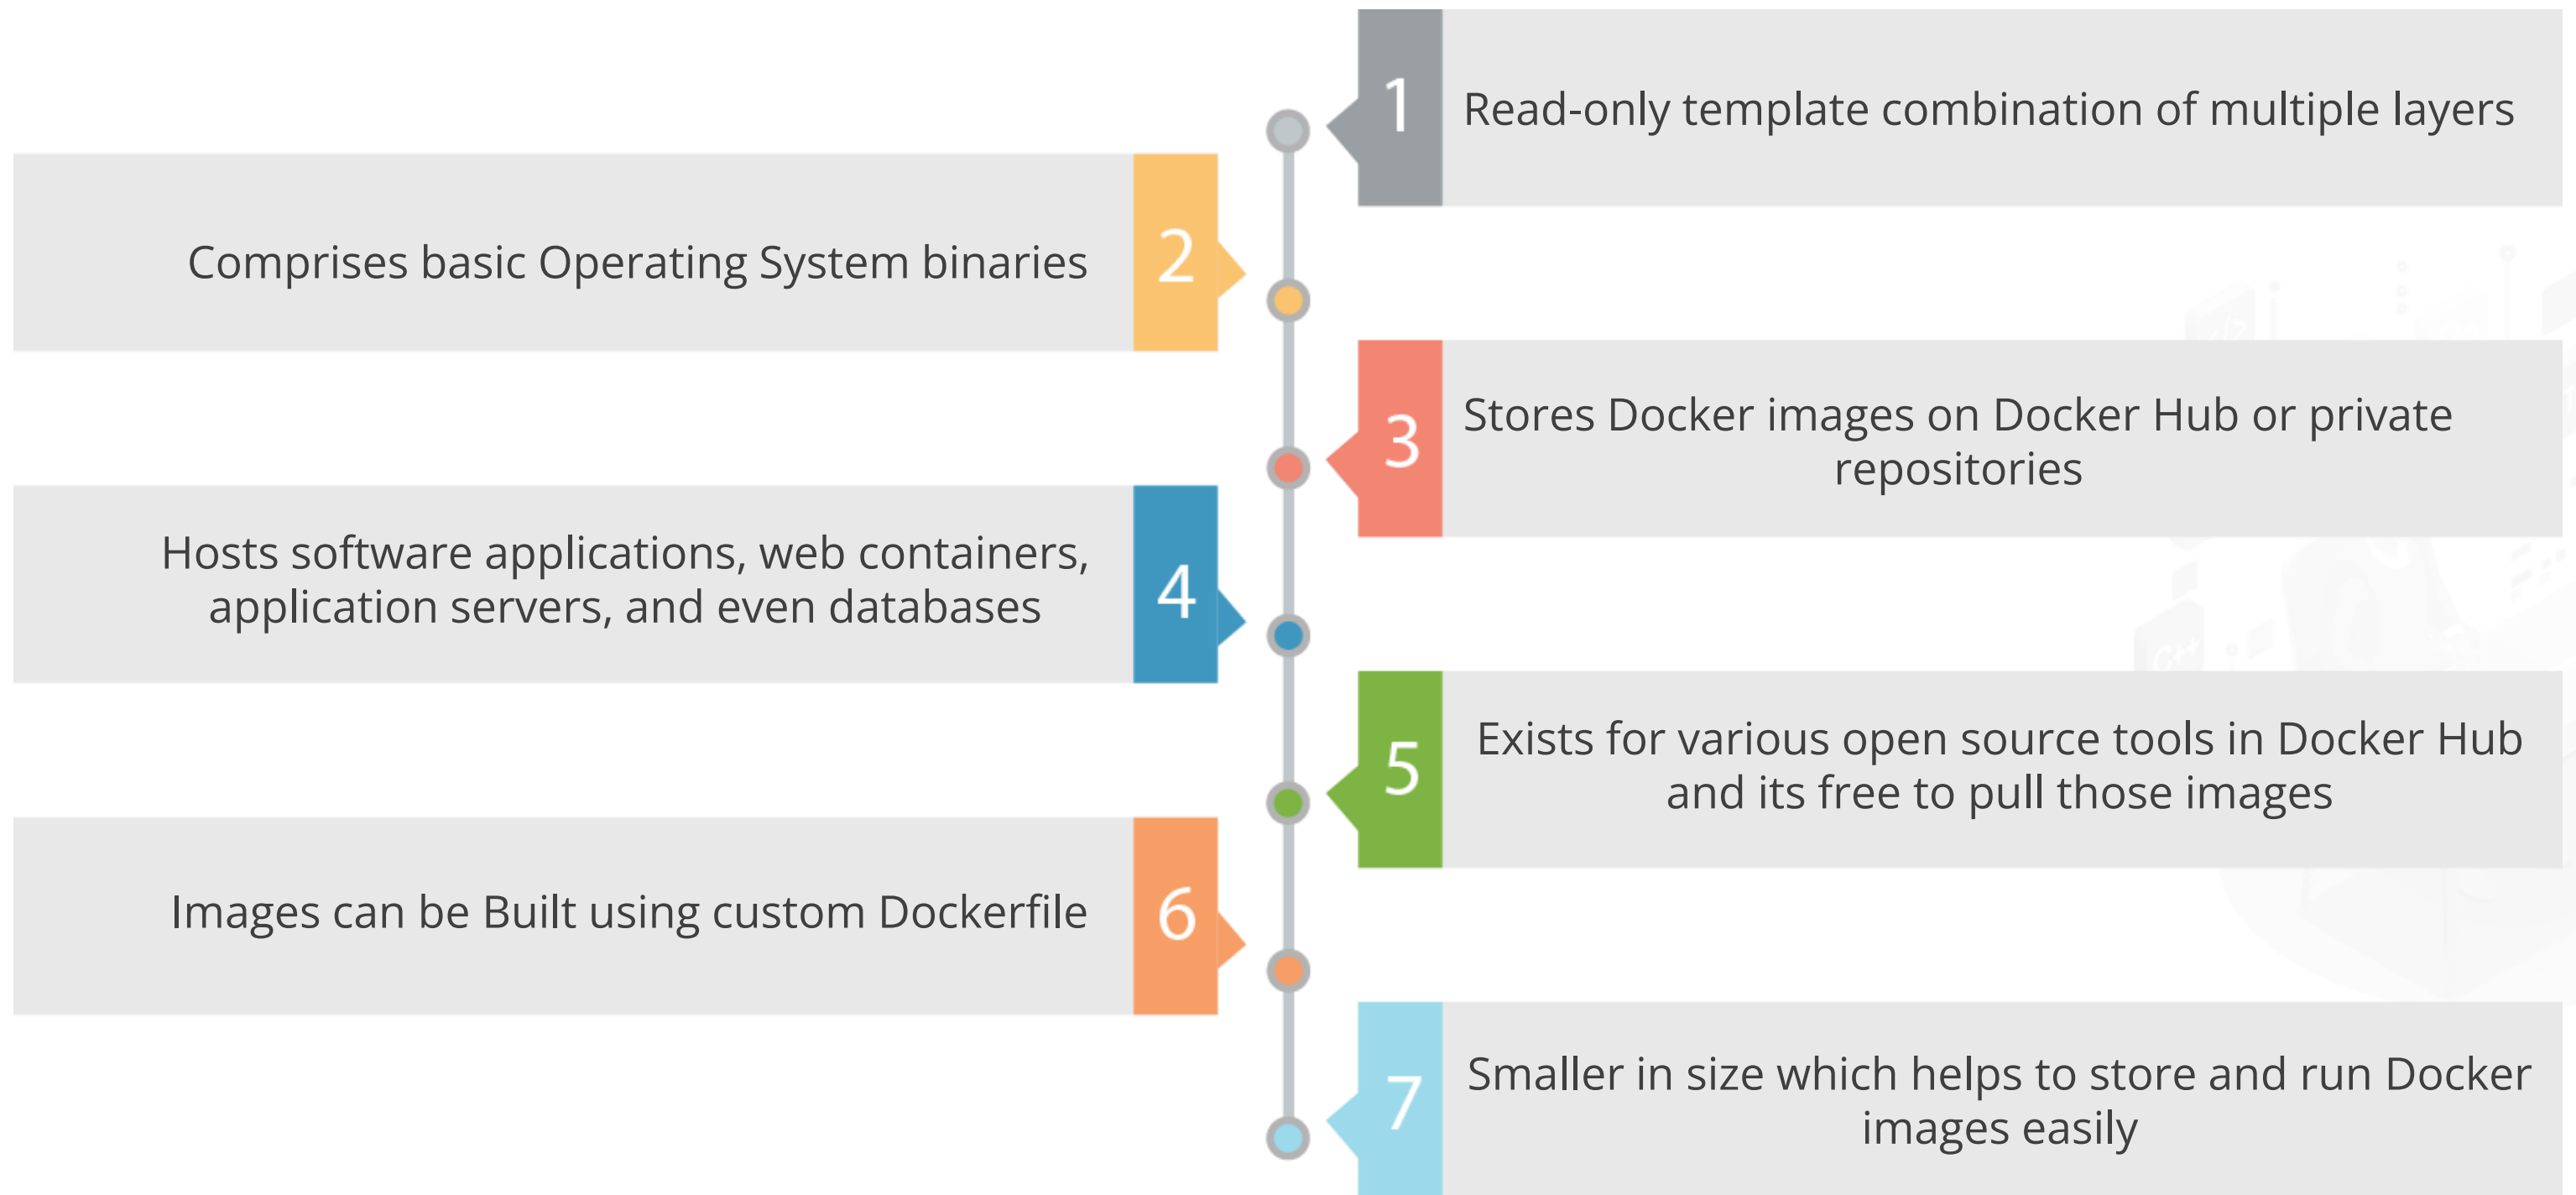 1
Read-only template combination of multiple layers
2
Comprises basic Operating System binaries
3
Stores Docker images on Docker Hub or private
repositories
4
Hosts software applications, web containers,
application servers, and even databases
5
Exists for various open source tools in Docker Hub
and its free to pull those images
6
Images can be Built using custom Dockerfile
7
Smaller in size which helps to store and run Docker
images easily
C++